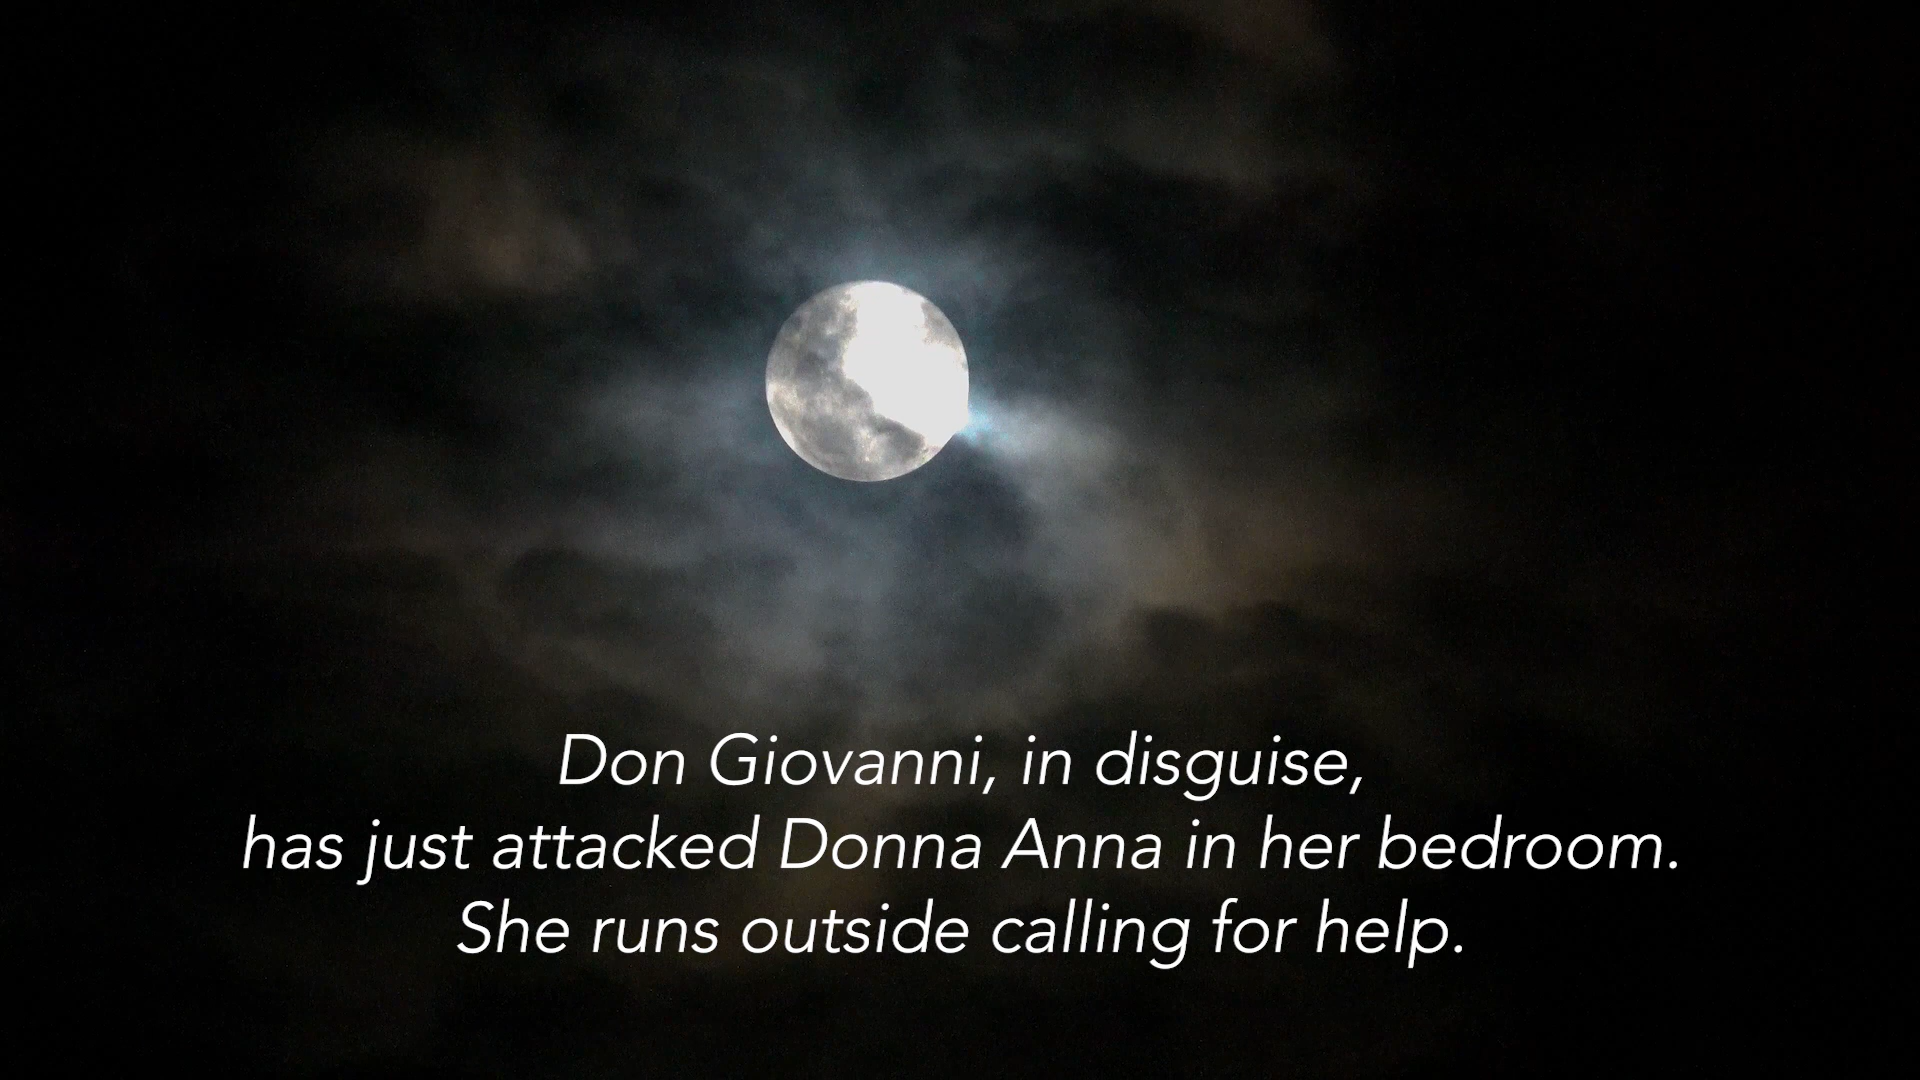 Don Giovanni, in disguise,
has just attacked Donna Anna in her bedroom.
She runs outside calling for help.